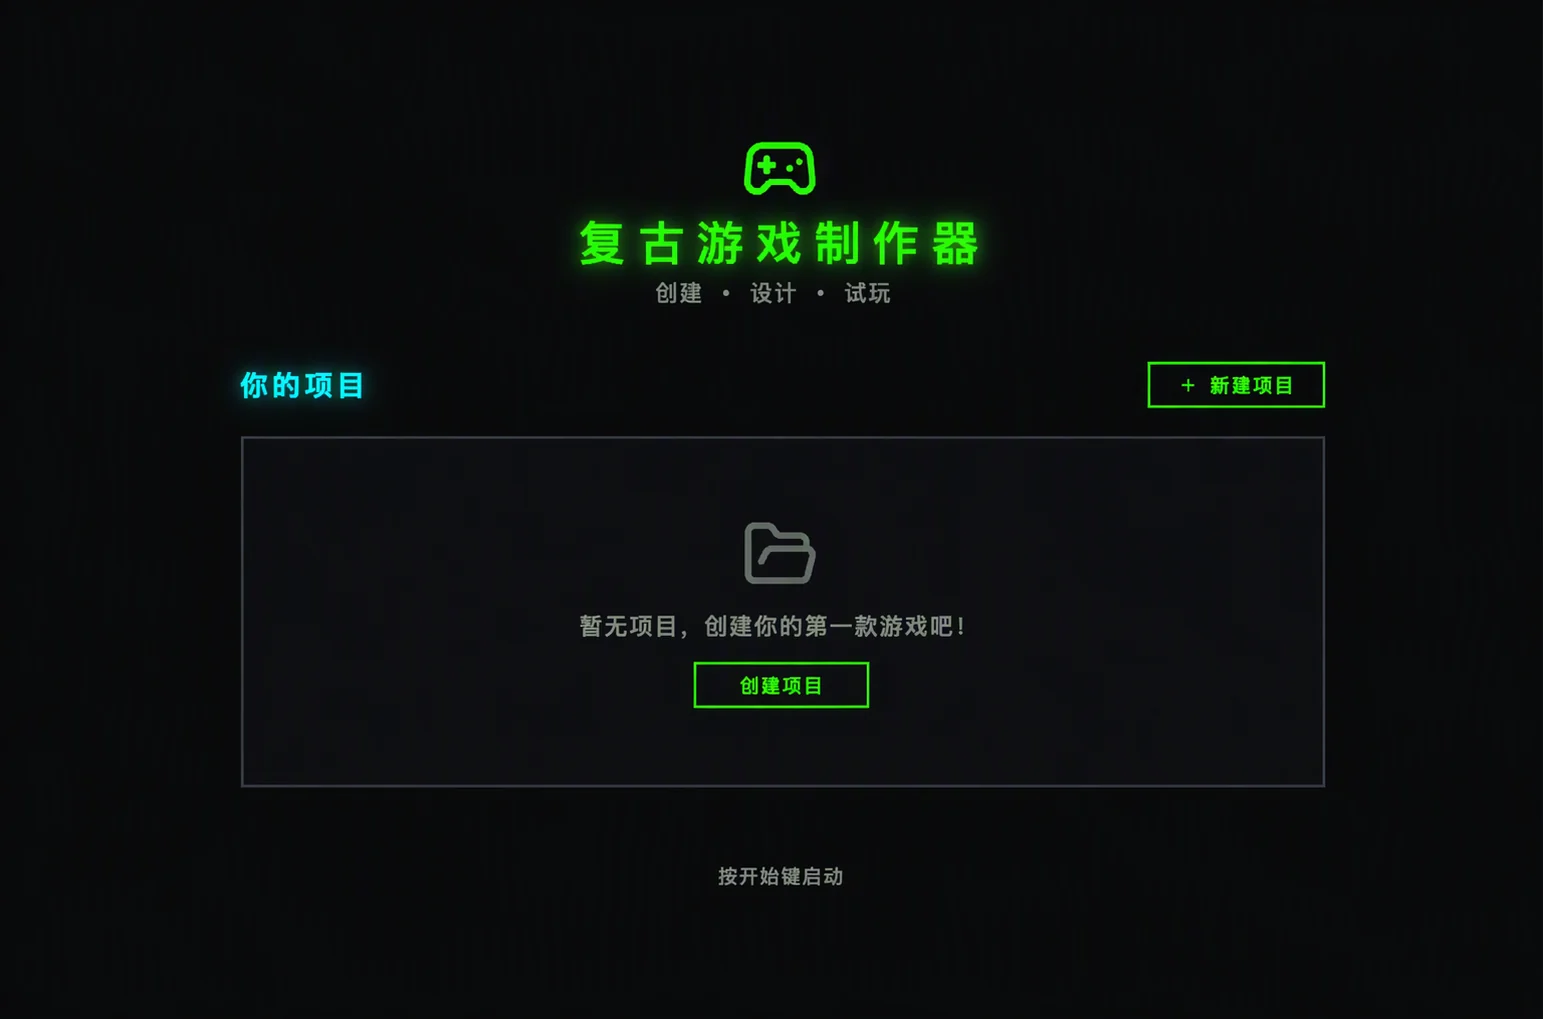 复古游戏制作器
创建 • 设计 • 试玩
你的项目
+ 新建项目
暂无项目，创建你的第一款游戏吧！
创建项目
按开始键启动